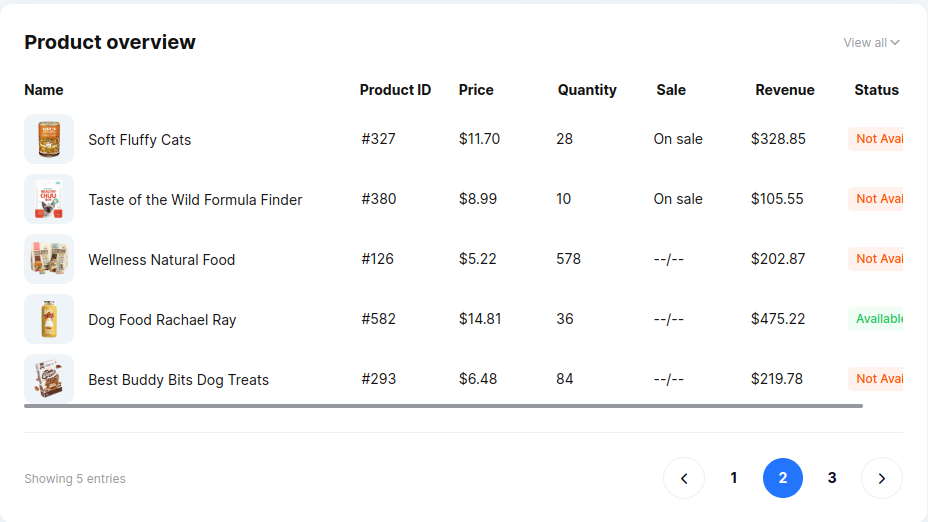 Product overview
View all
Name Product ID Price Quantity Sale Revenue Status
Soft Fluffy Cats #327 $11.70 28 On sale $328.85 Not Avai
Taste of the Wild Formula Finder #380 $8.99 10 On sale $105.55 Not Avai
Wellness Natural Food #126 $5.22 578 --/-- $202.87 Not Avai
Dog Food Rachael Ray #582 $14.81 36 --/-- $475.22 Available
Best Buddy Bits Dog Treats #293 $6.48 84 --/-- $219.78 Not Avai
Showing 5 entries
1 2 3